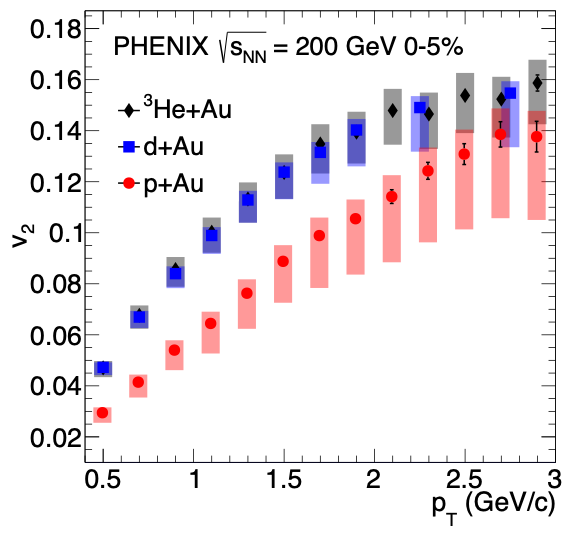 PHENIX √sNN = 200 GeV 0-5%
3He+Au
d+Au
p+Au
v2
0.18
0.16
0.14
0.12
0.1
0.08
0.06
0.04
0.02
0.5 1 1.5 2 2.5 3
pT (GeV/c)